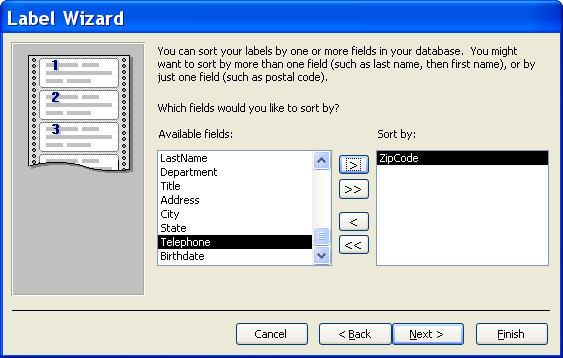 Label Wizard
1
2
3
You can sort your labels by one or more fields in your database. You might
want to sort by more than one field (such as last name, then first name), or by
just one field (such as postal code).
Which fields would you like to sort by?
Available fields:
Sort by:
LastName
Department
Title
Address
City
State
Telephone
Birthdate
>
>>
<
<<
ZipCode
Cancel
< Back
Next >
Finish